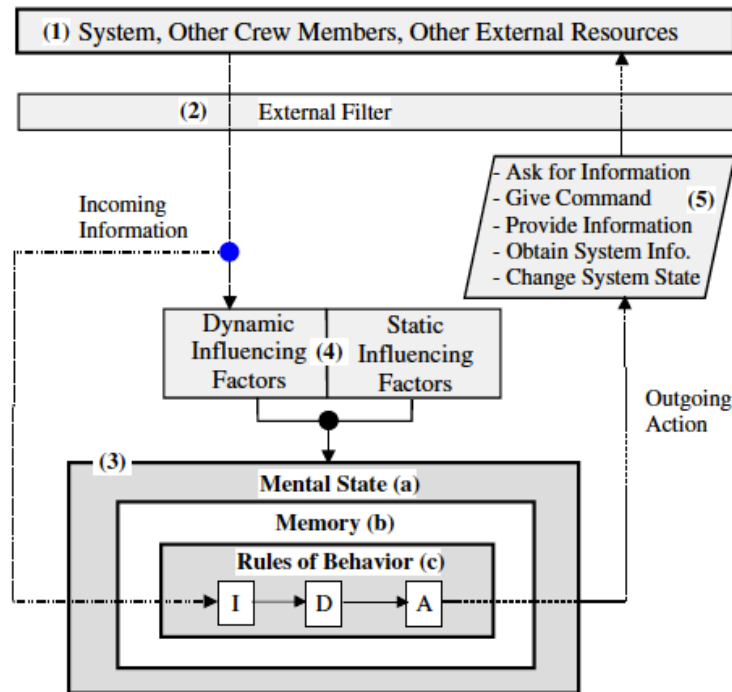 (1) System, Other Crew Members, Other External Resources
(2) External Filter
- Ask for Information
- Give Command (5)
- Provide Information
- Obtain System Info.
- Change System State
Incoming
Information
Dynamic
Influencing
Factors
(4)
Static
Influencing
Factors
Outgoing
Action
(3)
Mental State (a)
Memory (b)
Rules of Behavior (c)
I D A